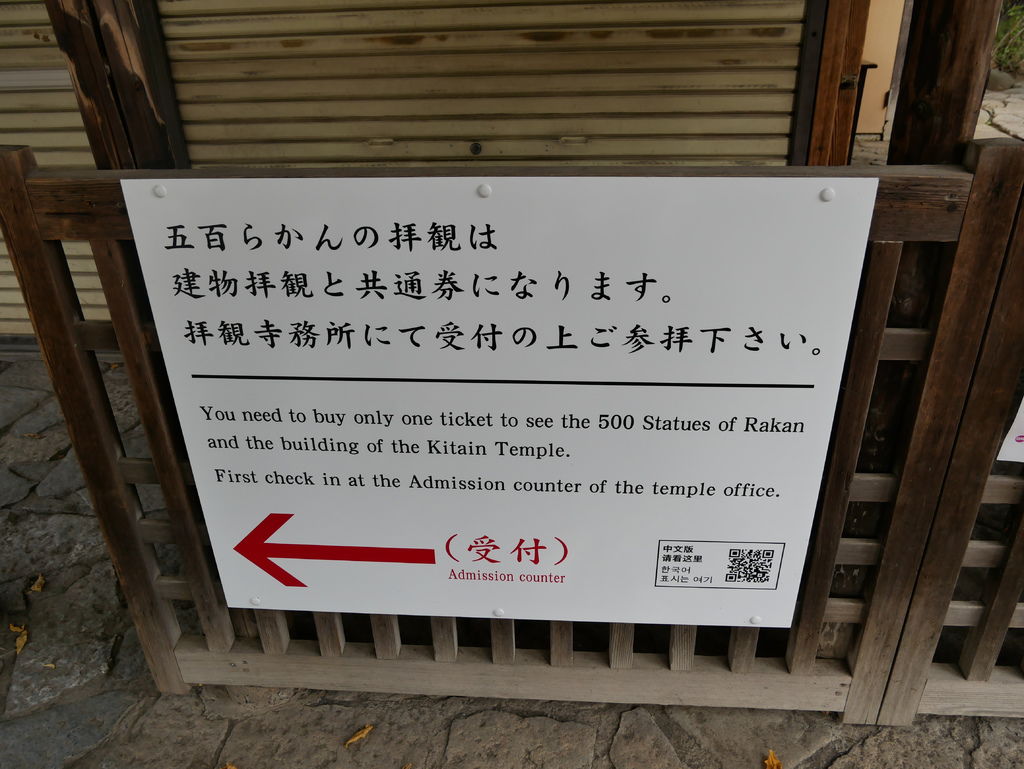 五百らかんの拝観は
建物拝観と共通券になります。
拝観寺務所にて受付の上ご参拝下さい。
You need to buy only one ticket to see the 500 Statues of Rakan
and the building of the Kitain Temple.
First check in at the Admission counter of the temple office.
（受付）
Admission counter
中文版
请看这里
한국어
표시는 여기